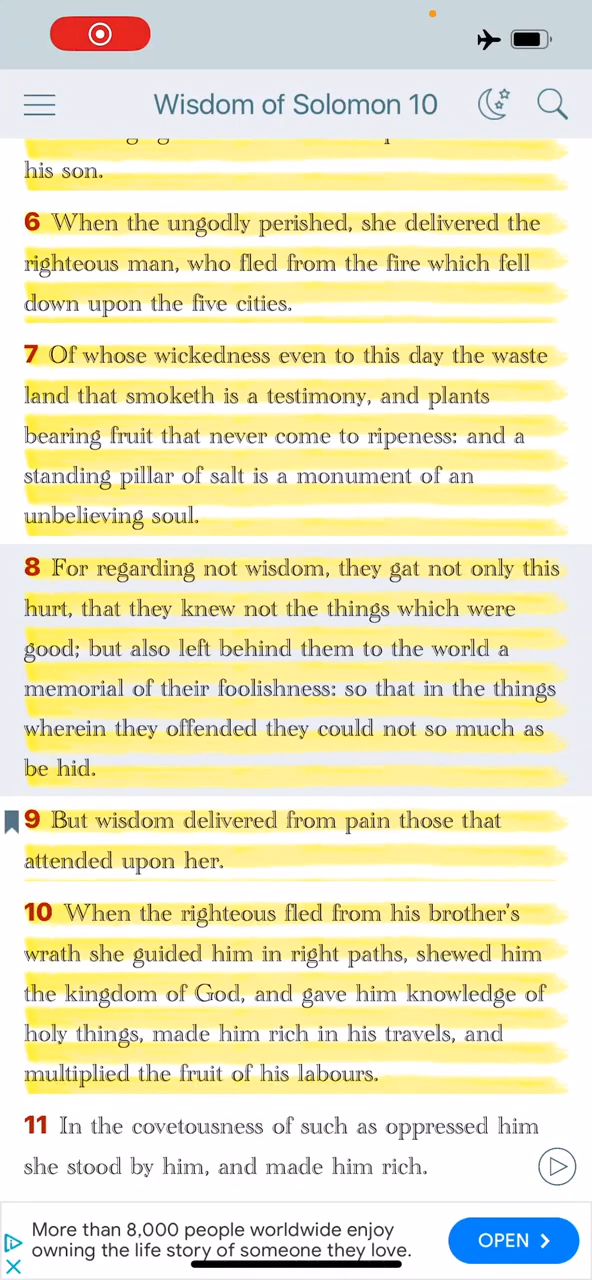 Wisdom of Solomon 10
his son.
6 When the ungodly perished, she delivered the
righteous man, who fled from the fire which fell
down upon the five cities.
7 Of whose wickedness even to this day the waste
land that smoketh is a testimony, and plants
bearing fruit that never come to ripeness: and a
standing pillar of salt is a monument of an
unbelieving soul.
8 For regarding not wisdom, they gat not only this
hurt, that they knew not the things which were
good; but also left behind them to the world a
memorial of their foolishness: so that in the things
wherein they offended they could not so much as
be hid.
9 But wisdom delivered from pain those that
attended upon her.
10 When the righteous fled from his brother's
wrath she guided him in right paths, shewed him
the kingdom of God, and gave him knowledge of
holy things, made him rich in his travels, and
multiplied the fruit of his labours.
11 In the covetousness of such as oppressed him
she stood by him, and made him rich.
More than 8,000 people worldwide enjoy
owning the life story of someone they love.
OPEN